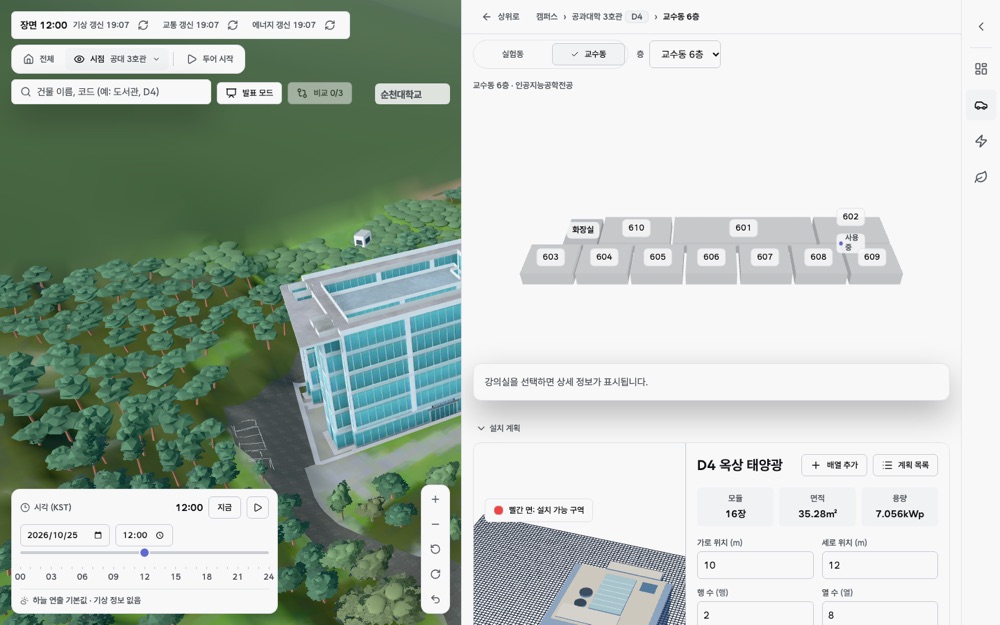 장면 12:00 기상 갱신 19:07 교통 갱신 19:07 에너지 갱신 19:07
전체 시점 공대 3호관 투어 시작
건물 이름, 코드 (예: 도서관, D4) 발표 모드 비교 0/3 순천대학교
시각 (KST) 12:00 지금
2026/10/25 12:00
00 03 06 09 12 15 18 21 24
하늘 연출 기본값 · 기상 정보 없음
상위로 캠퍼스 › 공과대학 3호관 D4 › 교수동 6층
실험동 교수동 층 교수동 6층
교수동 6층 · 인공지능공학전공
602
화장실 610 601
사용
중
603 604 605 606 607 608 609
강의실을 선택하면 상세 정보가 표시됩니다.
설치 계획
D4 옥상 태양광 배열 추가 계획 목록
모듈 면적 용량
16장 35.28m² 7.056kWp
빨간 면: 설치 가능 구역
가로 위치 (m) 세로 위치 (m)
10 12
행 수 (행) 열 수 (열)
2 8